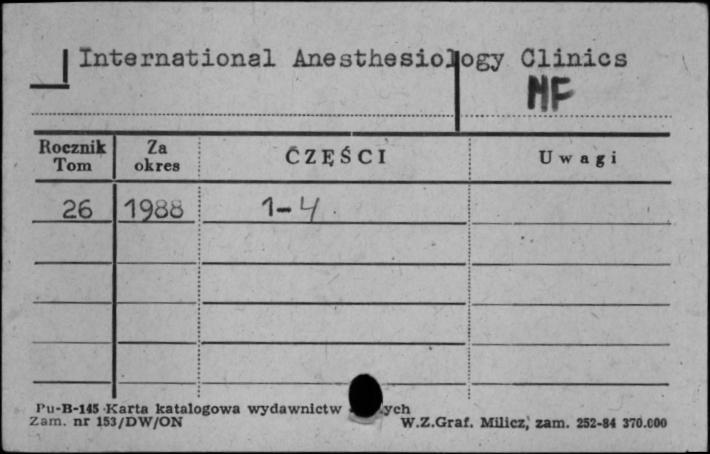 International Anesthesiology Clinics
MF
Rocznik Tom Za okres CZĘŚCI Uwagi
26 1988 1-4
Pu-B-145 Karta katalogowa wydawnictw
Zam. nr 153/DW/ON W.Z.Graf. Milicz, zam. 252-84 370.000